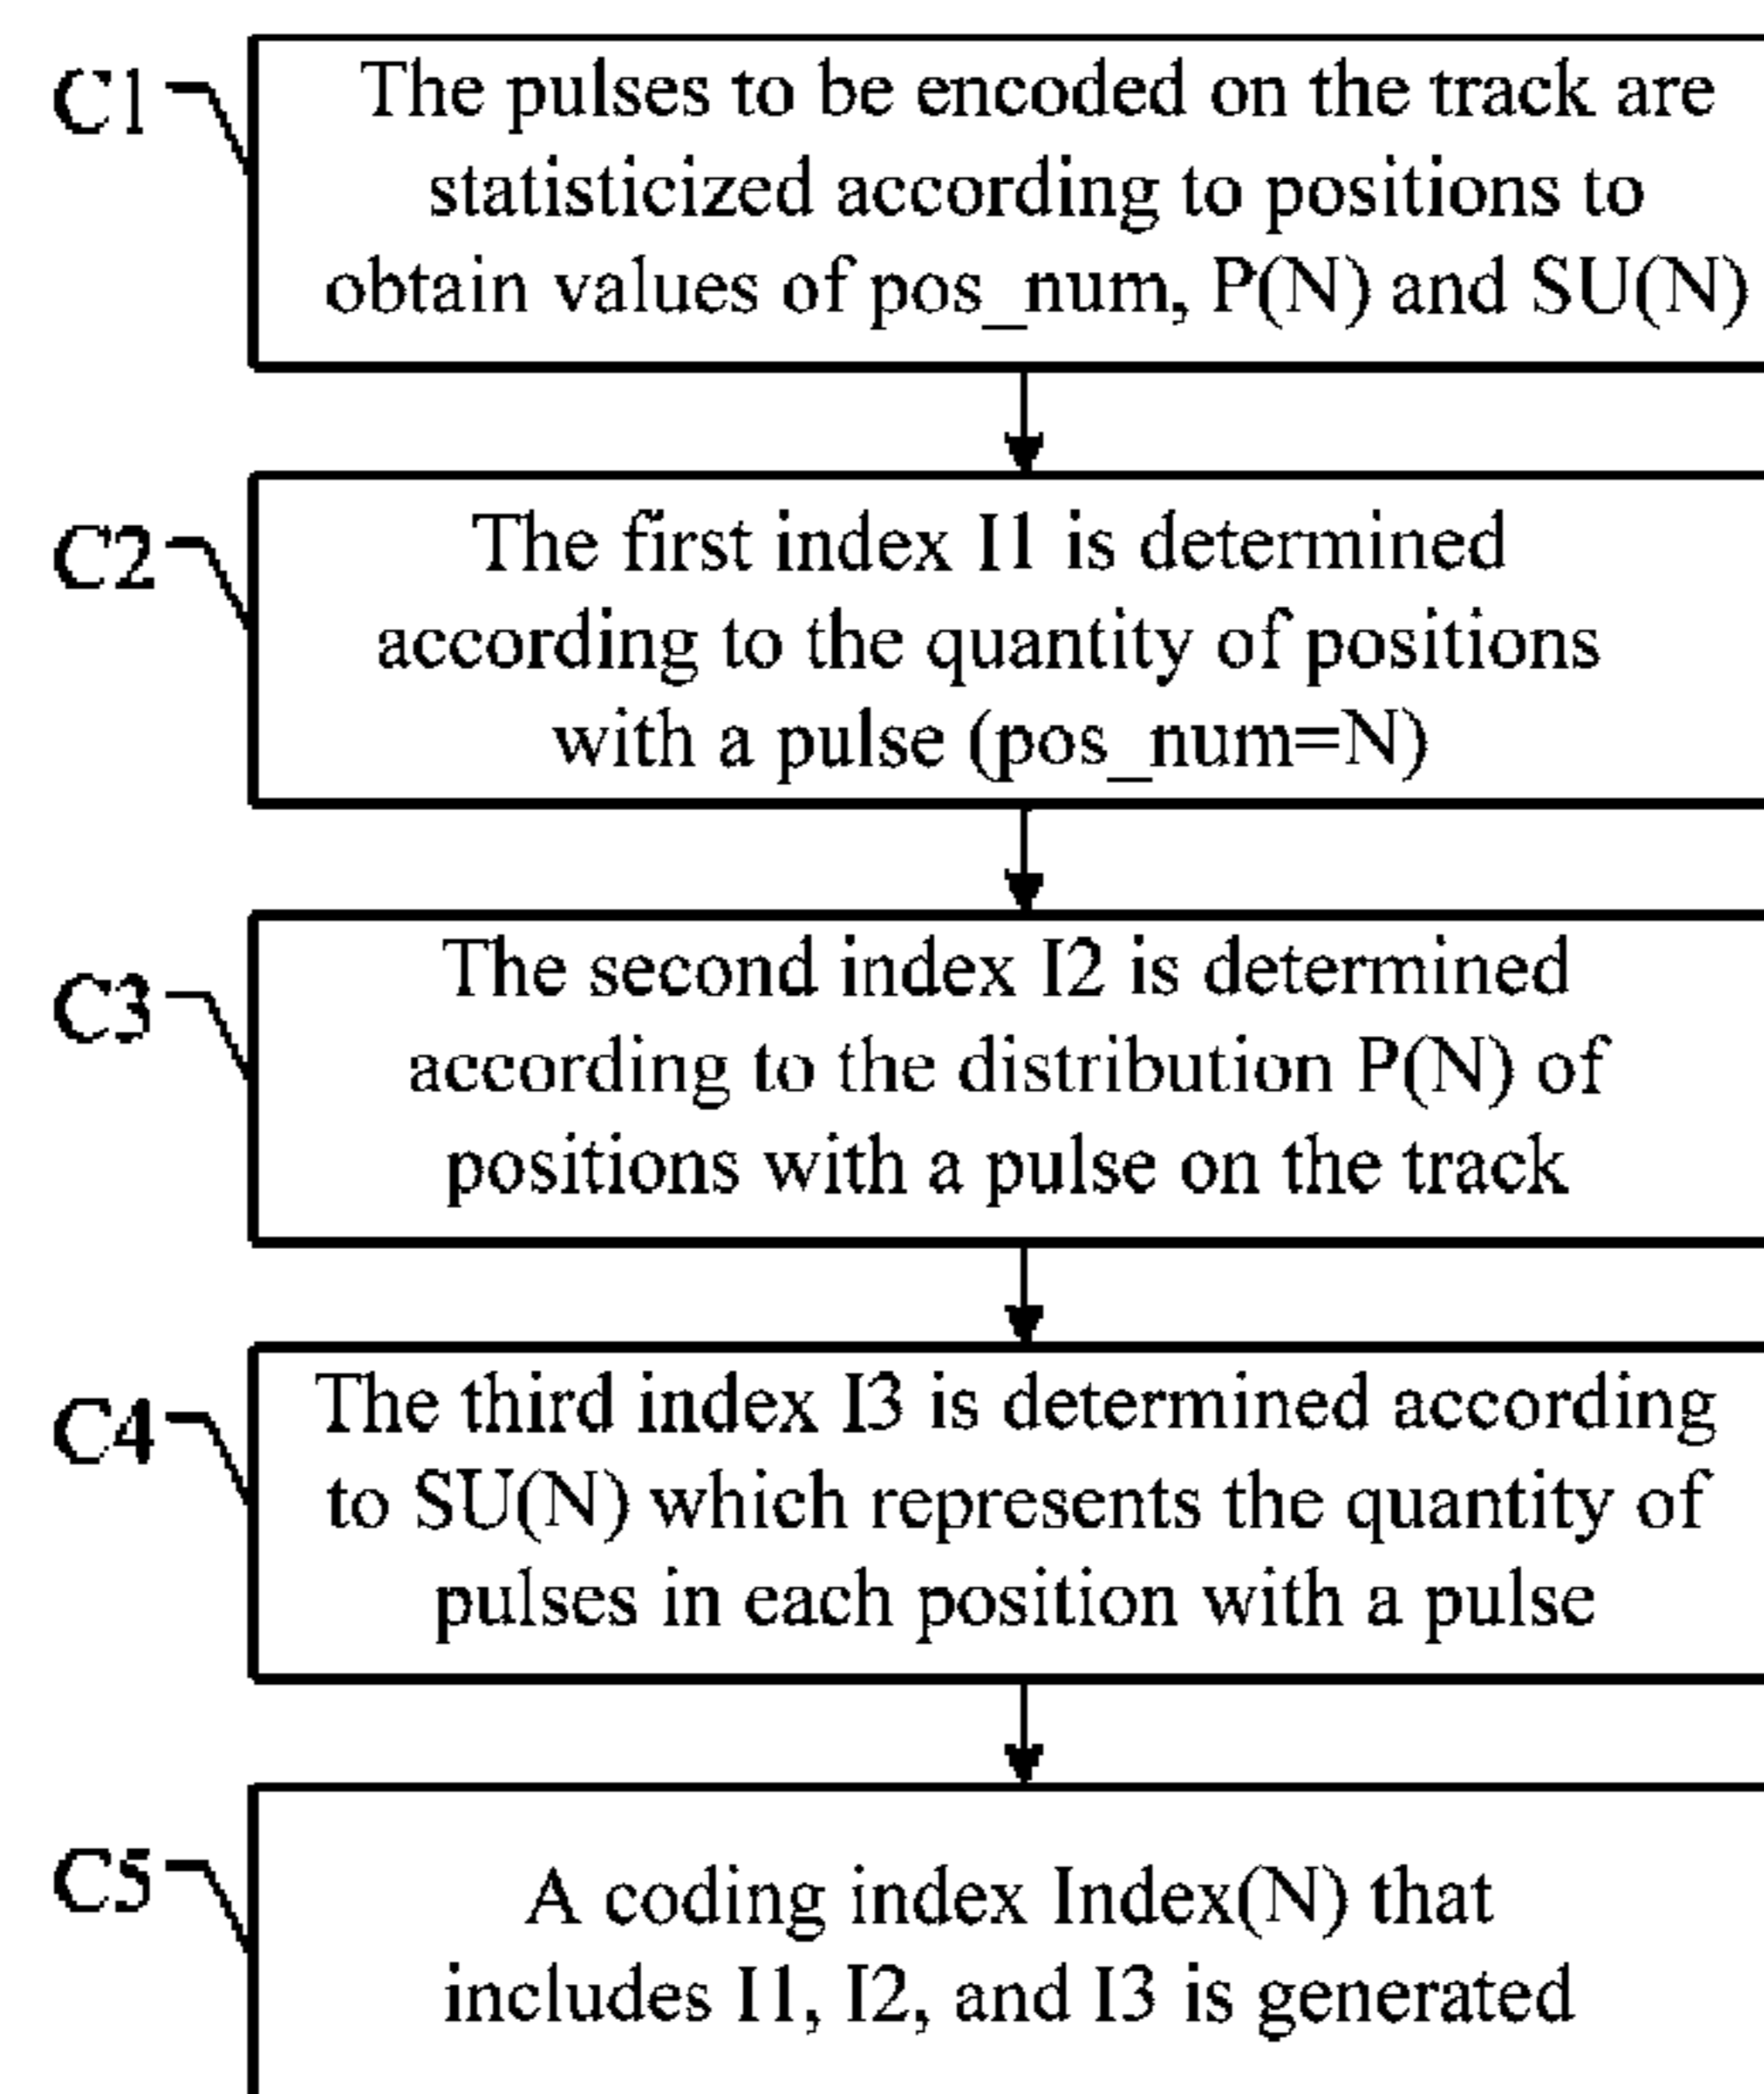 C1
The pulses to be encoded on the track are
statisticized according to positions to
obtain values of pos_num, P(N) and SU(N)
C2
The first index I1 is determined
according to the quantity of positions
with a pulse (pos_num=N)
C3
The second index I2 is determined
according to the distribution P(N) of
positions with a pulse on the track
C4
The third index I3 is determined according
to SU(N) which represents the quantity of
pulses in each position with a pulse
C5
A coding index Index(N) that
includes I1, I2, and I3 is generated